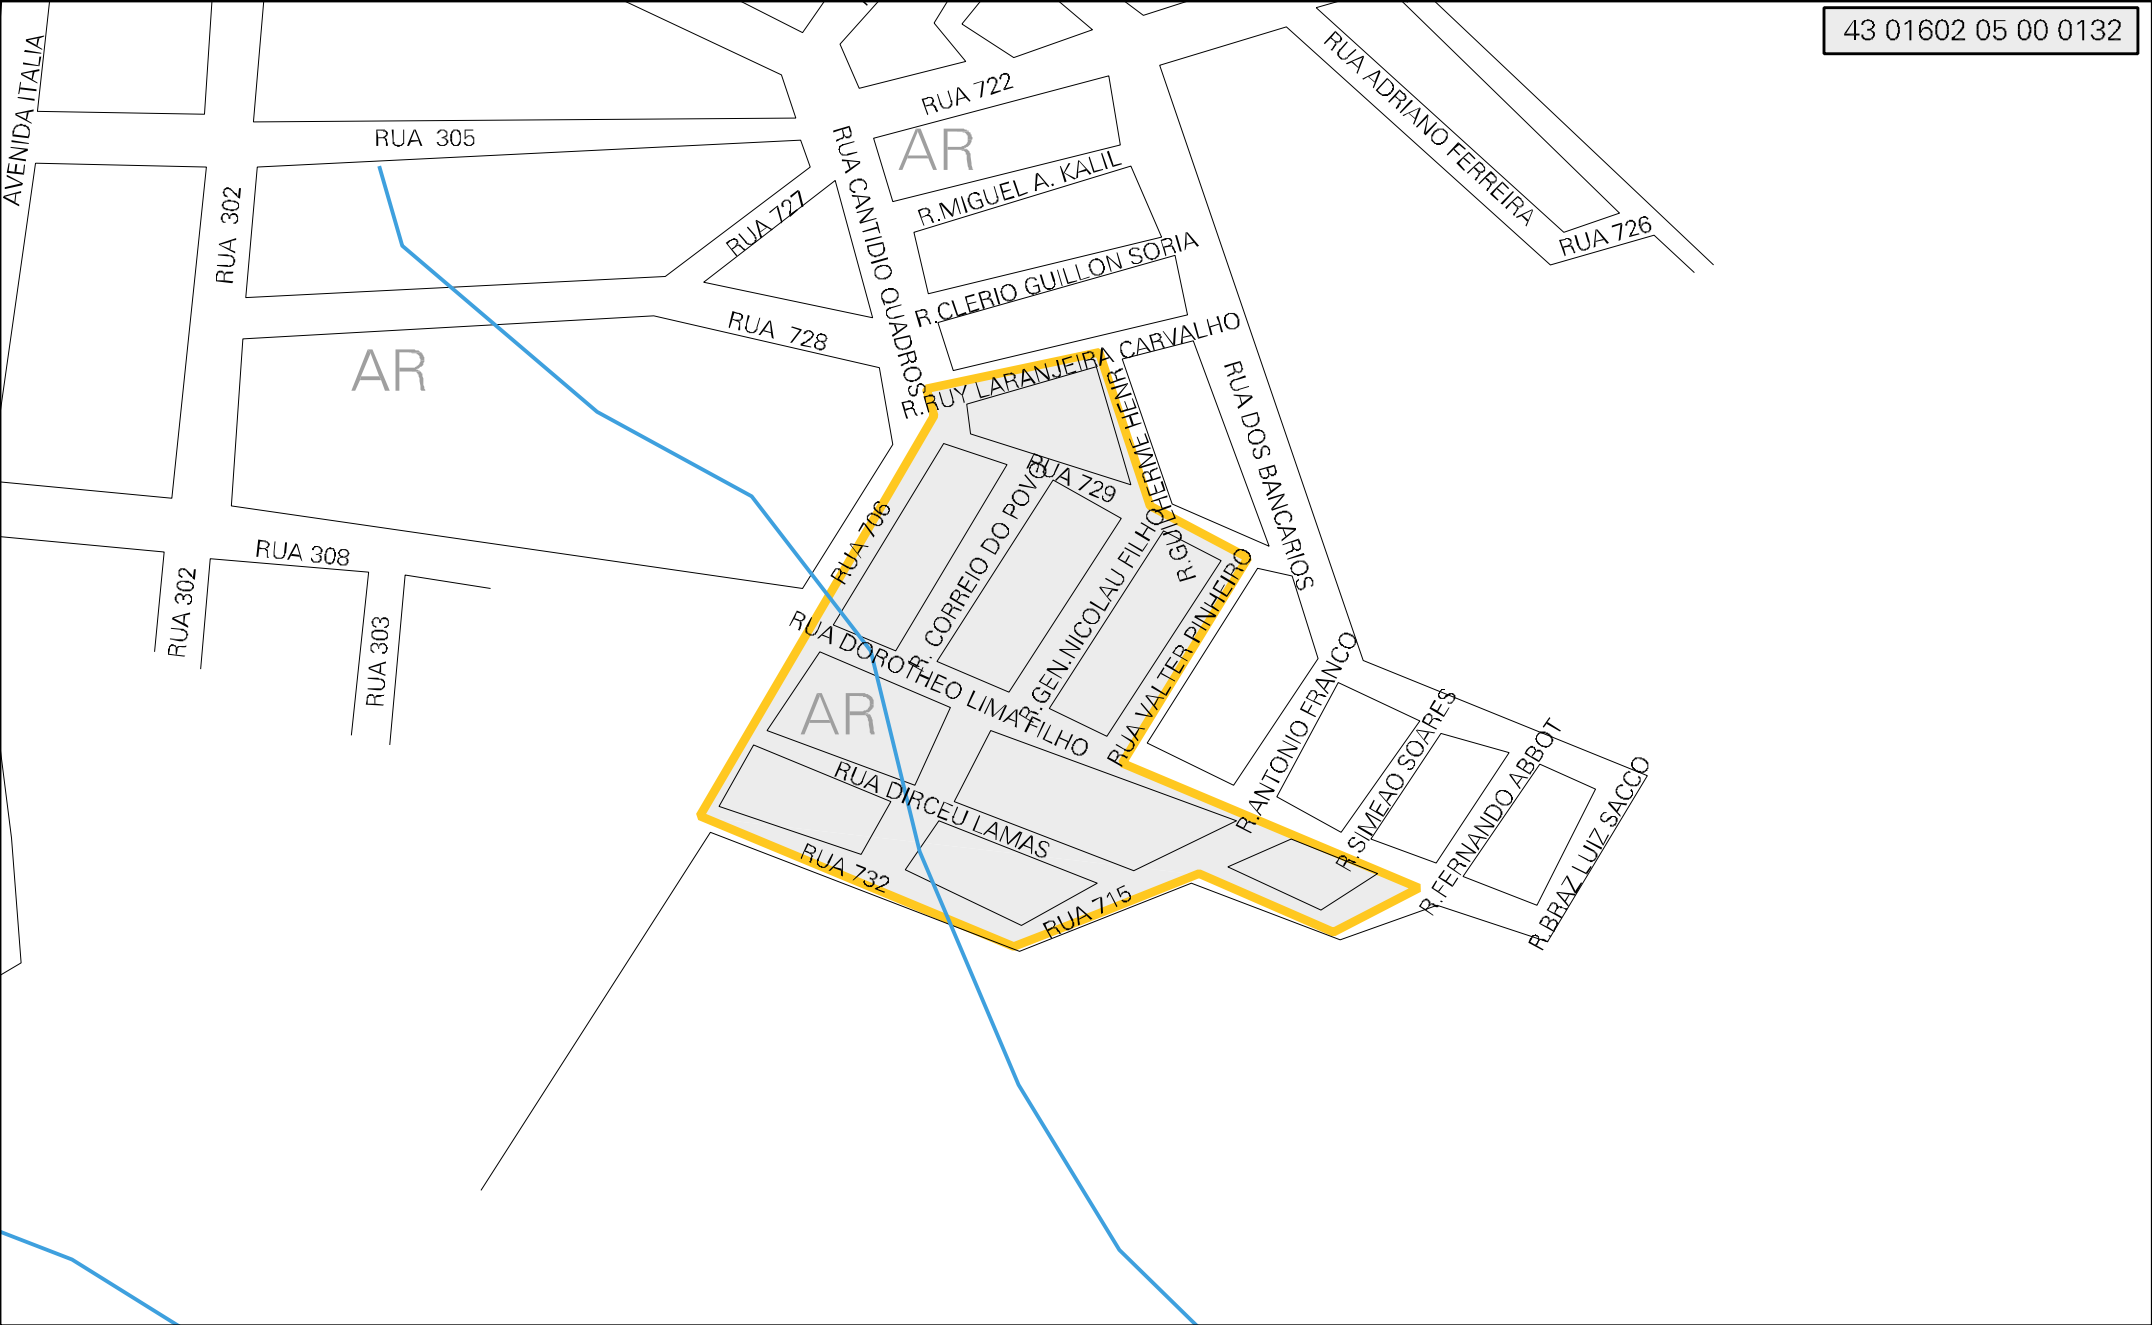 43 01602 05 00 0132
AVENIDA ITALIA
RUA 722
RUA ADRIANO FERREIRA
RUA 305
AR
R.MIGUEL A. KALIL
RUA CANTIDIO QUADROS
RUA 302
RUA 727
RUA 726
R.CLERIO GUILLON SORIA
RUA 728
AR
R.RUY LARANJEIRA CARVALHO
R.GUILHERME HENR
RUA DOS BANCARIOS
RUA 729
RUA 706
R. CORREIO DO POVO
R.GEN.NICOLAU FILHO
RUA VALTER PINHEIRO
RUA 308
RUA 302
RUA 303
RUA DOROTHEO LIMA FILHO
AR
R.ANTONIO FRANCO
R.SIMEAO SOARES
R.FERNANDO ABBOT
R.BRAZ LUIZ SACCO
RUA DIRCEU LAMAS
RUA 732
RUA 715